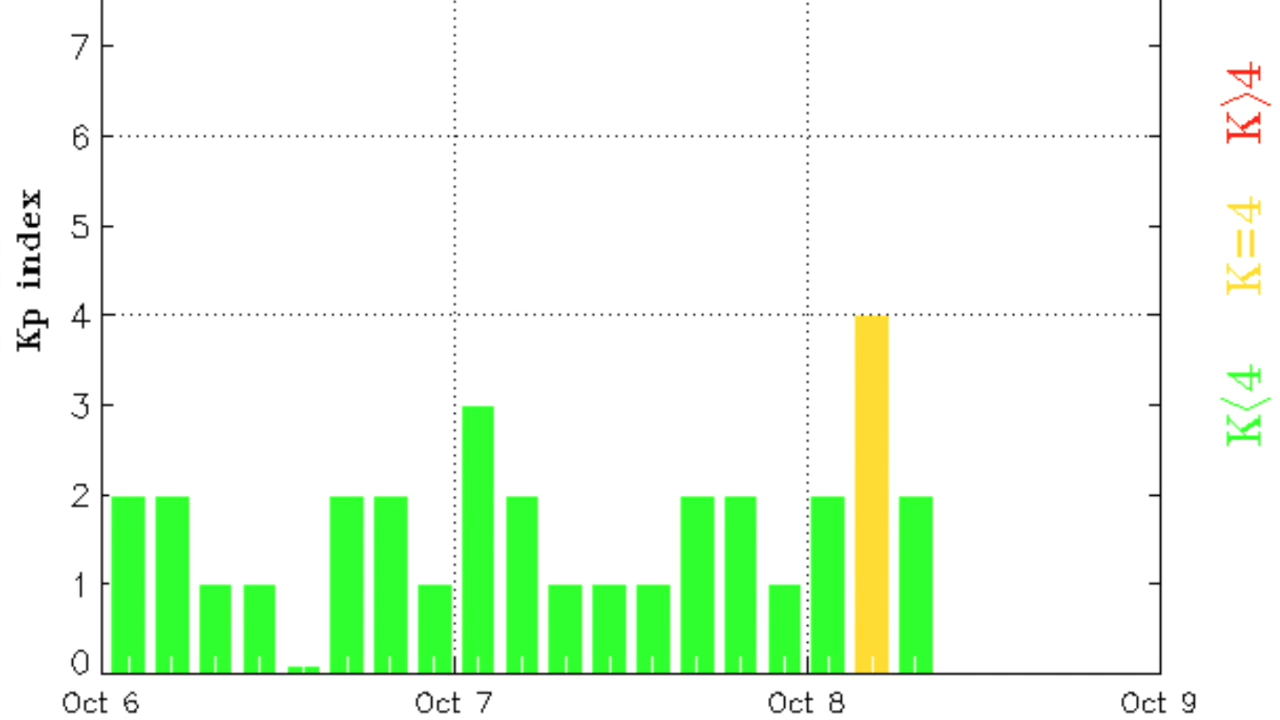 7
6
5
4
3
2
1
0
Kp index
Oct 6
Oct 7
Oct 8
Oct 9
K>4
K=4
K<4